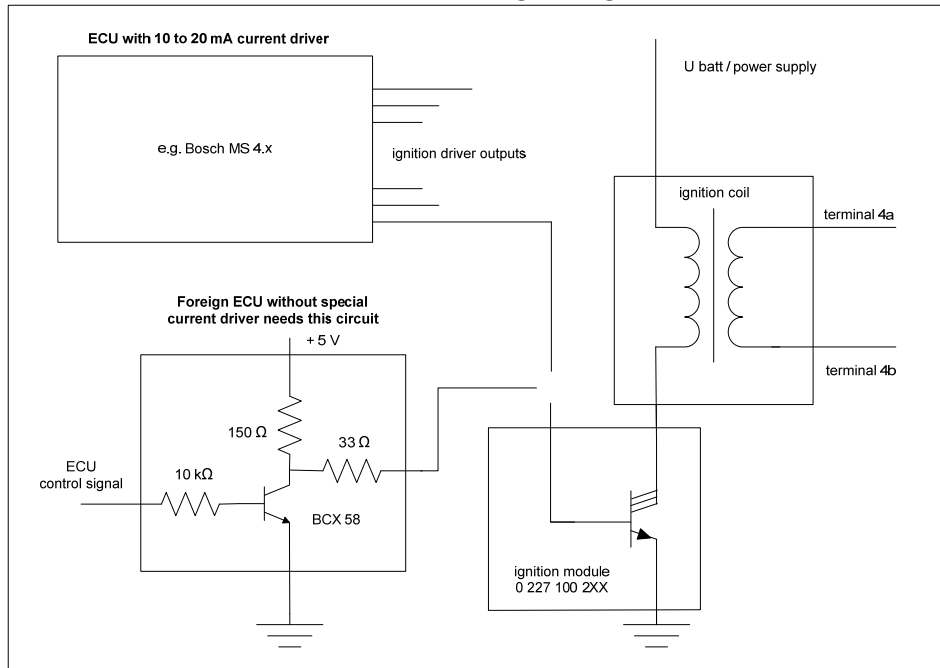 ECU with 10 to 20 mA current driver
U batt / power supply
e.g. Bosch MS 4.x
ignition driver outputs
ignition coil
terminal 4a
terminal 4b
Foreign ECU without special
current driver needs this circuit
+ 5 V
150 Ω
33 Ω
10 kΩ
ECU
control signal
BCX 58
ignition module
0 227 100 2XX